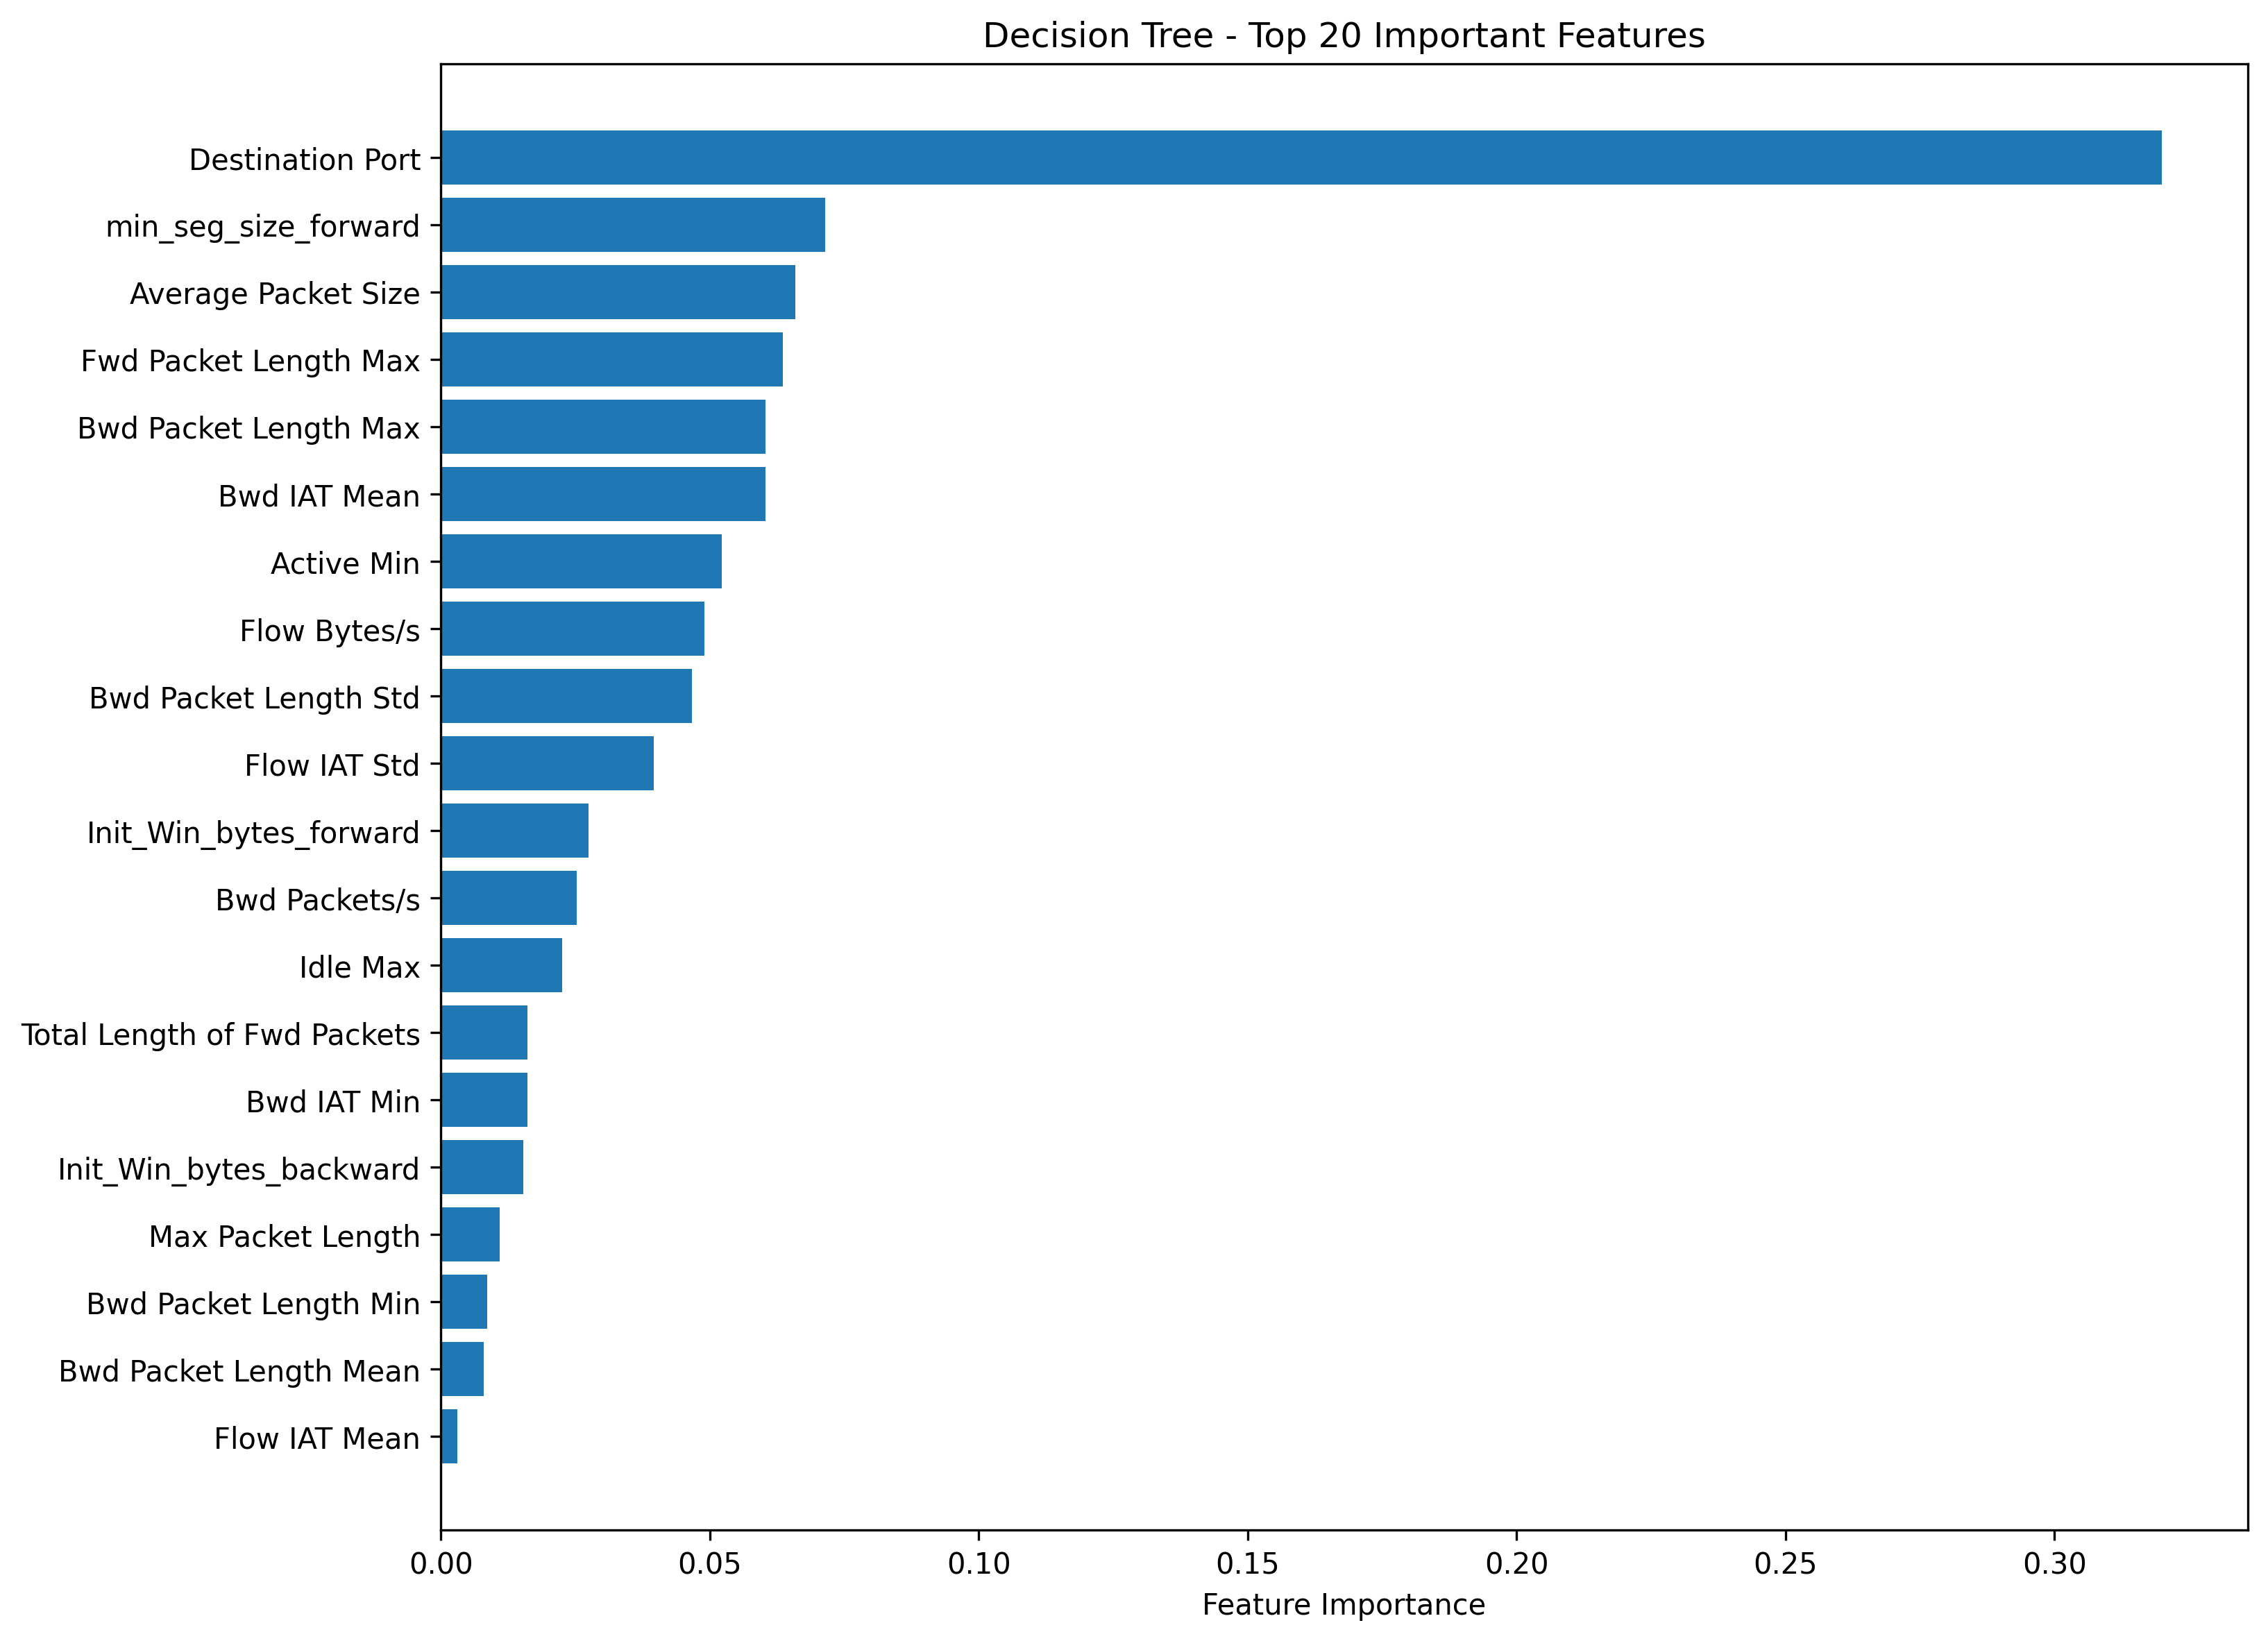 Decision Tree - Top 20 Important Features
Destination Port
min_seg_size_forward
Average Packet Size
Fwd Packet Length Max
Bwd Packet Length Max
Bwd IAT Mean
Active Min
Flow Bytes/s
Bwd Packet Length Std
Flow IAT Std
Init_Win_bytes_forward
Bwd Packets/s
Idle Max
Total Length of Fwd Packets
Bwd IAT Min
Init_Win_bytes_backward
Max Packet Length
Bwd Packet Length Min
Bwd Packet Length Mean
Flow IAT Mean
0.00 0.05 0.10 0.15 0.20 0.25 0.30
Feature Importance